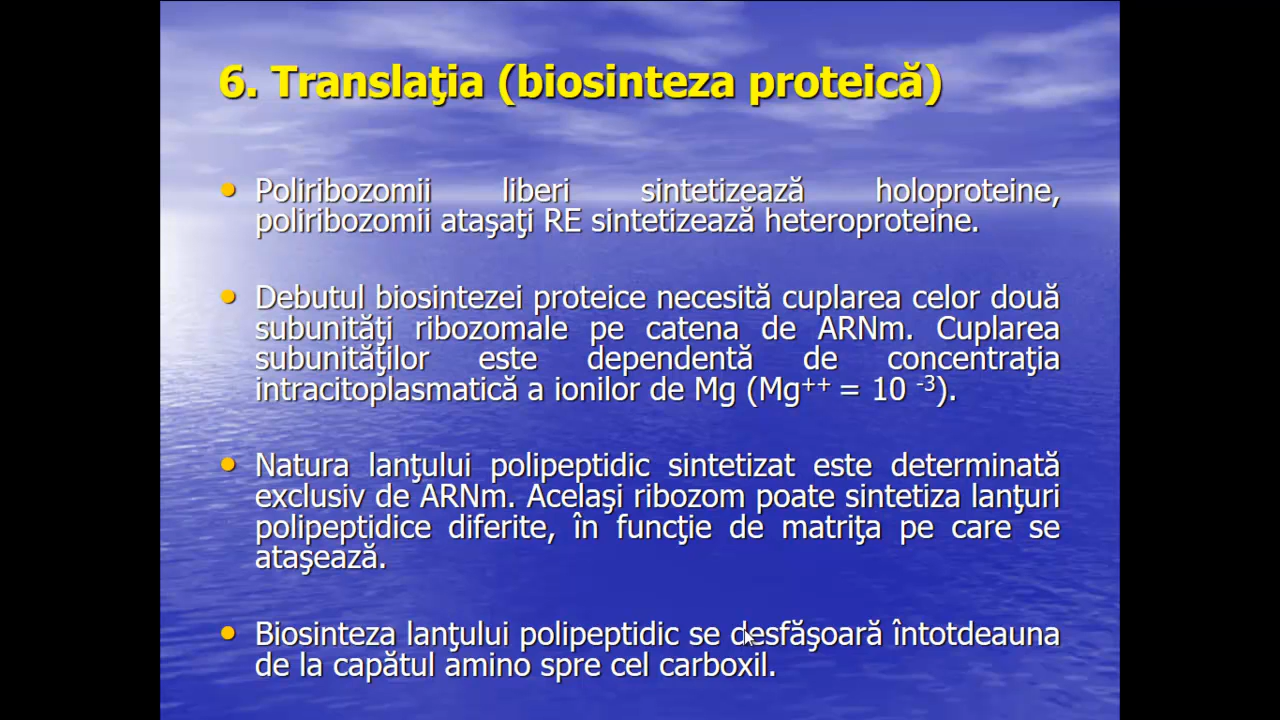 6. Translaţia (biosinteza proteică)
• Poliribozomii liberi sintetizează holoproteine,
poliribozomii ataşaţi RE sintetizează heteroproteine.
• Debutul biosintezei proteice necesită cuplarea celor două
subunităţi ribozomale pe catena de ARNm. Cuplarea
subunităţilor este dependentă de concentraţia
intracitoplasmatică a ionilor de Mg (Mg⁺⁺ = 10 ⁻³).
• Natura lanţului polipeptidic sintetizat este determinată
exclusiv de ARNm. Acelaşi ribozom poate sintetiza lanţuri
polipeptidice diferite, în funcţie de matriţa pe care se
ataşează.
• Biosinteza lanţului polipeptidic se desfăşoară întotdeauna
de la capătul amino spre cel carboxil.